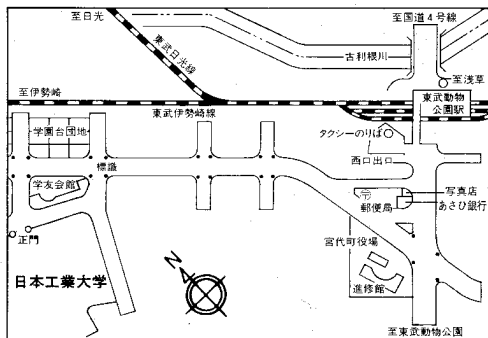 至日光
至国道4号線
東武日光線
古利根川
至浅草
至伊勢崎
東武伊勢崎線
東武動物
公園駅
学園台団地
タクシーのりば
標識
西口出口
学友会館
写真店
あさひ銀行
郵便局
正門
宮代町役場
日本工業大学
N
進修館
至東武動物公園